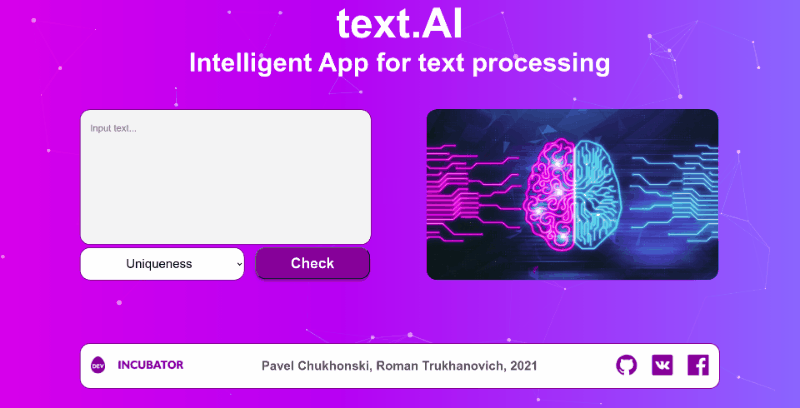 text.AI
Intelligent App for text processing
Input text...
Uniqueness
Check
DEV
INCUBATOR
Pavel Chukhonski, Roman Trukhanovich, 2021